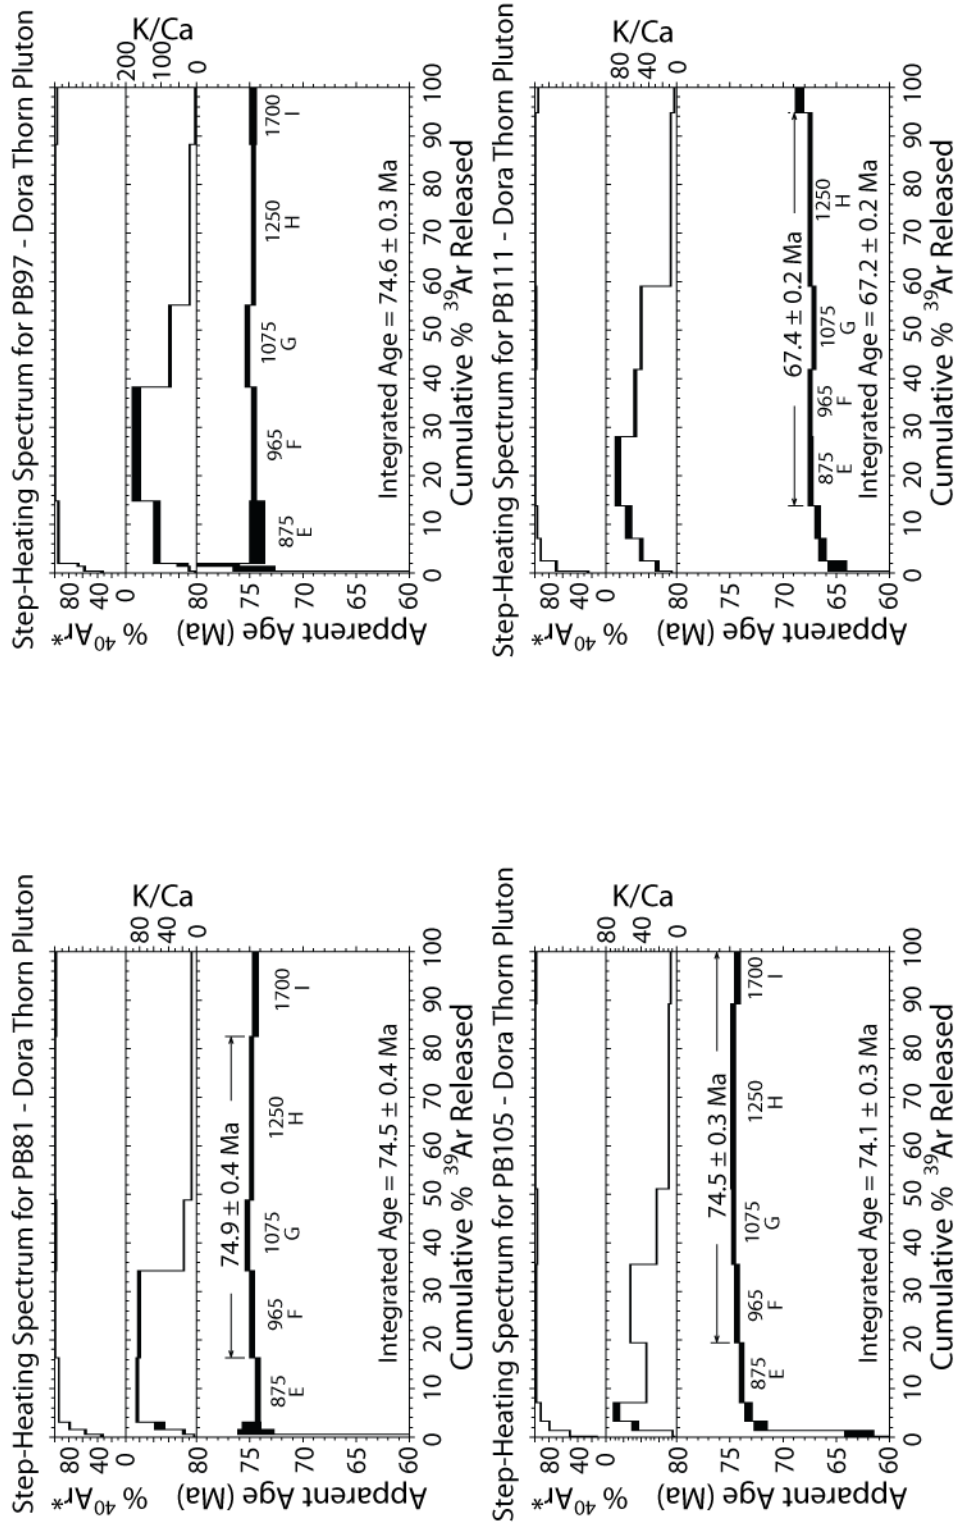 Step-Heating Spectrum for PB81 - Dora Thorn Pluton
% ⁴⁰Ar*
80
40
0
K/Ca
80
40
0
Apparent Age (Ma)
80
75
70
65
60
74.9 ± 0.4 Ma
875 965 1075 1250 1700
E F G H I
Integrated Age = 74.5 ± 0.4 Ma
0 10 20 30 40 50 60 70 80 90 100
Cumulative % ³⁹Ar Released
Step-Heating Spectrum for PB97 - Dora Thorn Pluton
% ⁴⁰Ar*
80
40
0
K/Ca
200
100
0
Apparent Age (Ma)
80
75
70
65
60
875 965 1075 1250 1700
E F G H I
Integrated Age = 74.6 ± 0.3 Ma
0 10 20 30 40 50 60 70 80 90 100
Cumulative % ³⁹Ar Released
Step-Heating Spectrum for PB105 - Dora Thorn Pluton
% ⁴⁰Ar*
80
40
0
K/Ca
80
40
0
Apparent Age (Ma)
80
75
70
65
60
74.5 ± 0.3 Ma
875 965 1075 1250 1700
E F G H I
Integrated Age = 74.1 ± 0.3 Ma
0 10 20 30 40 50 60 70 80 90 100
Cumulative % ³⁹Ar Released
Step-Heating Spectrum for PB111 - Dora Thorn Pluton
% ⁴⁰Ar*
80
40
0
K/Ca
80
40
0
Apparent Age (Ma)
80
75
70
65
60
67.4 ± 0.2 Ma
875 965 1075 1250
E F G H
Integrated Age = 67.2 ± 0.2 Ma
0 10 20 30 40 50 60 70 80 90 100
Cumulative % ³⁹Ar Released